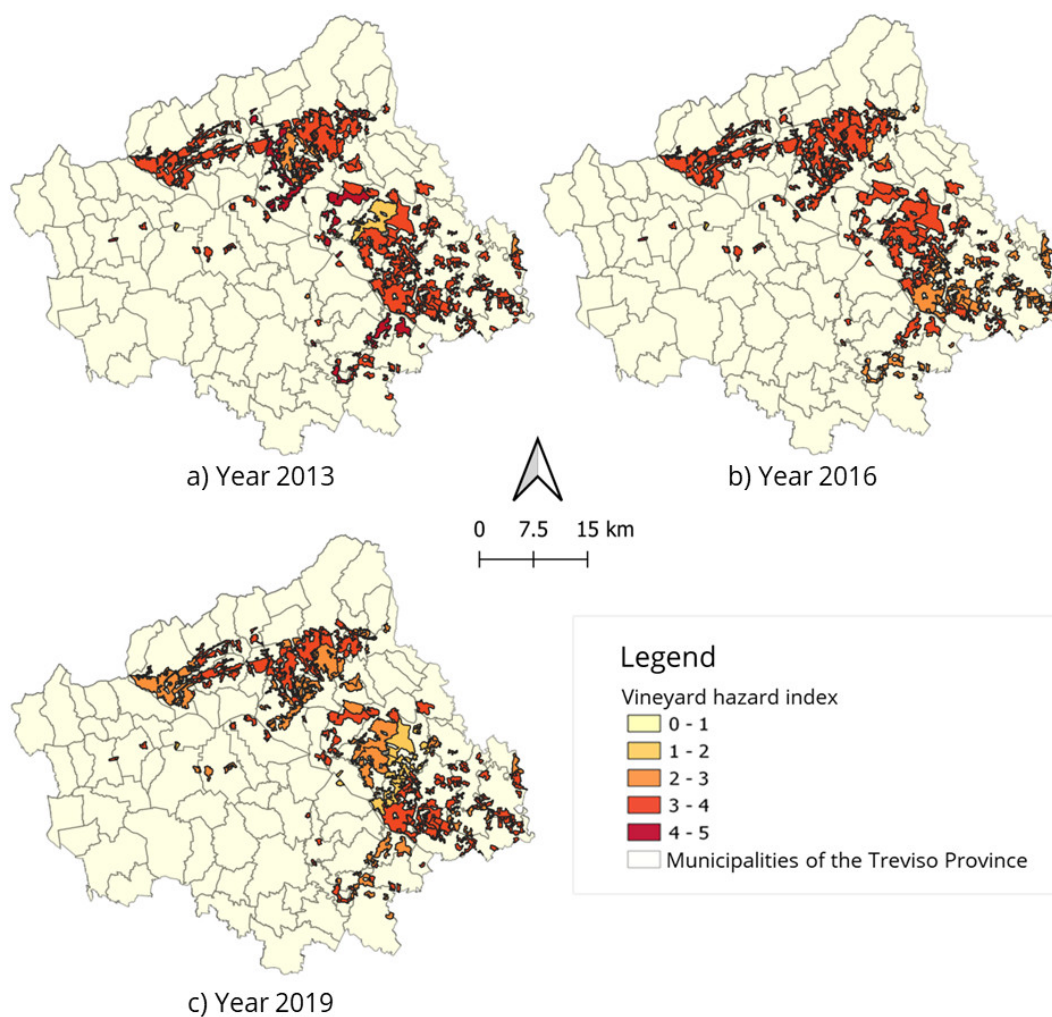 a) Year 2013
b) Year 2016
0 7.5 15 km
c) Year 2019
Legend
Vineyard hazard index
0 - 1
1 - 2
2 - 3
3 - 4
4 - 5
Municipalities of the Treviso Province